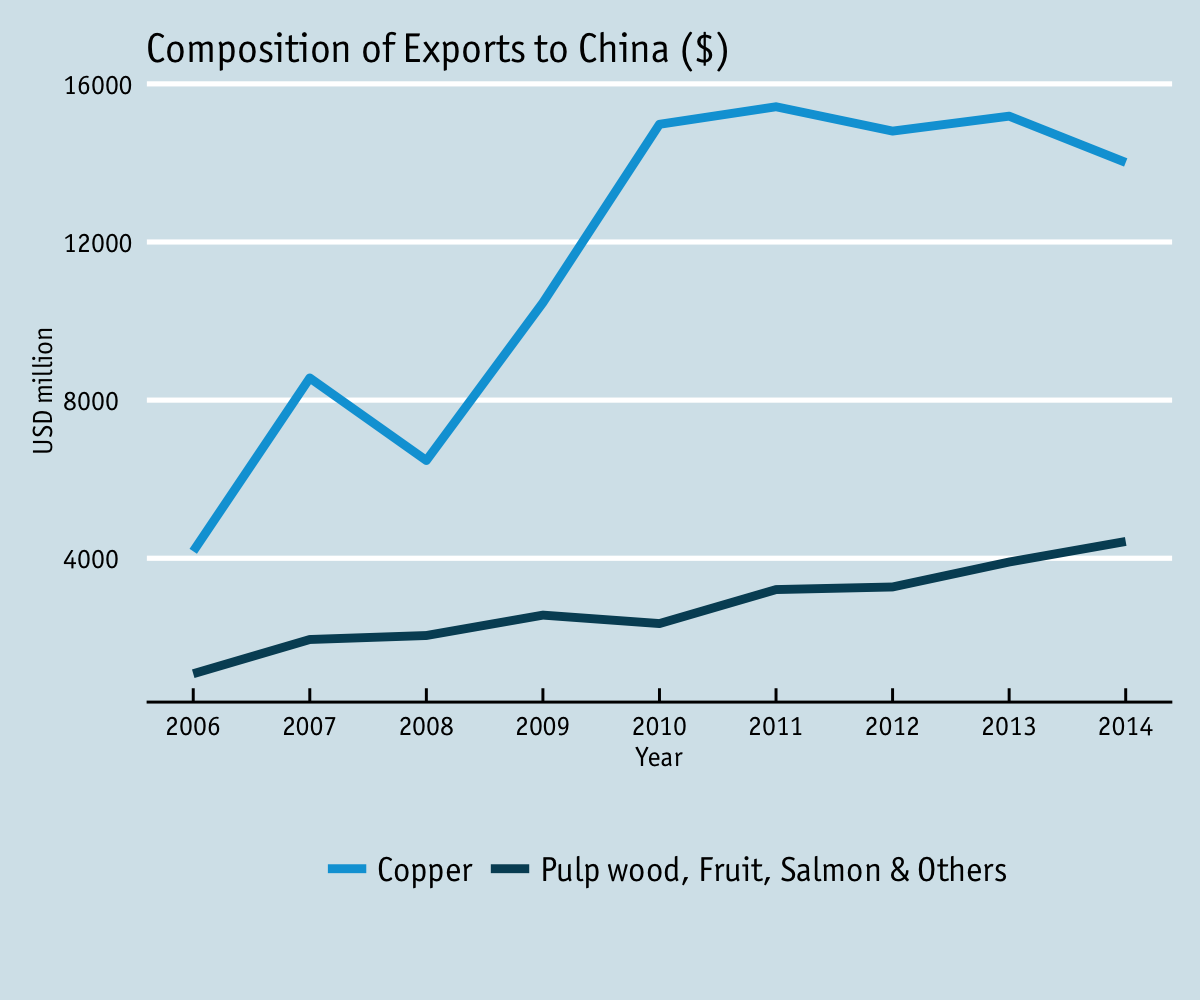 Composition of Exports to China ($)
16000
12000
8000
4000
USD million
2006 2007 2008 2009 2010 2011 2012 2013 2014
Year
Copper Pulp wood, Fruit, Salmon & Others